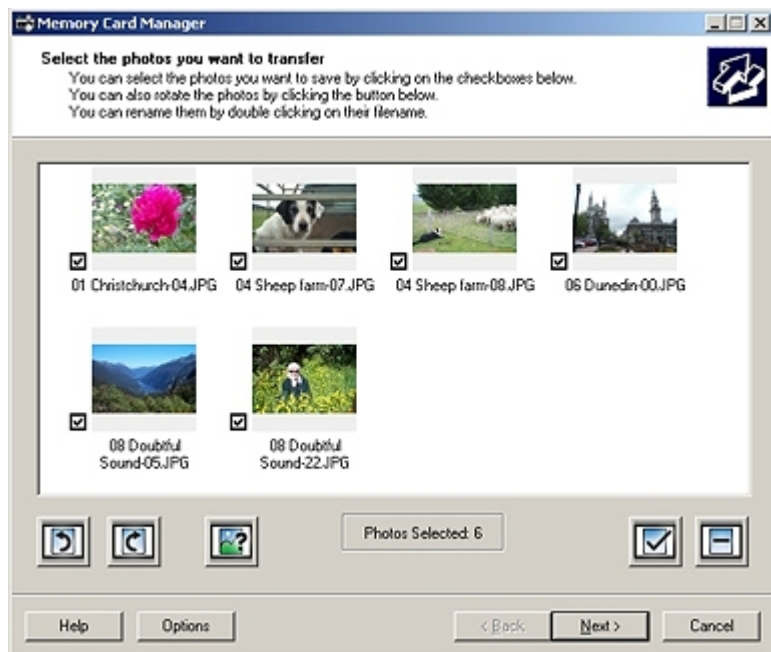 Memory Card Manager
Select the photos you want to transfer
You can select the photos you want to save by clicking on the checkboxes below.
You can also rotate the photos by clicking the button below.
You can rename them by double clicking on their filename.
01 Christchurch-04.JPG
04 Sheep farm-07.JPG
04 Sheep farm-08.JPG
06 Dunedin-00.JPG
08 Doubtful
Sound-05.JPG
08 Doubtful
Sound-22.JPG
?
Photos Selected: 6
Help
Options
< Back
Next >
Cancel